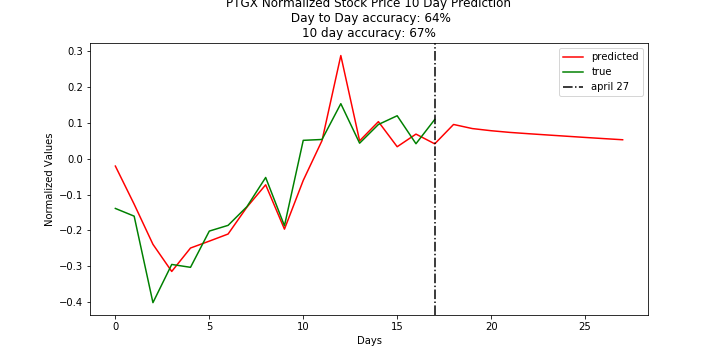 PTGX Normalized Stock Price 10 Day Prediction
Day to Day accuracy: 64%
10 day accuracy: 67%
0.3
0.2
0.1
0.0
−0.1
−0.2
−0.3
−0.4
Normalized Values
predicted
true
april 27
0 5 10 15 20 25
Days